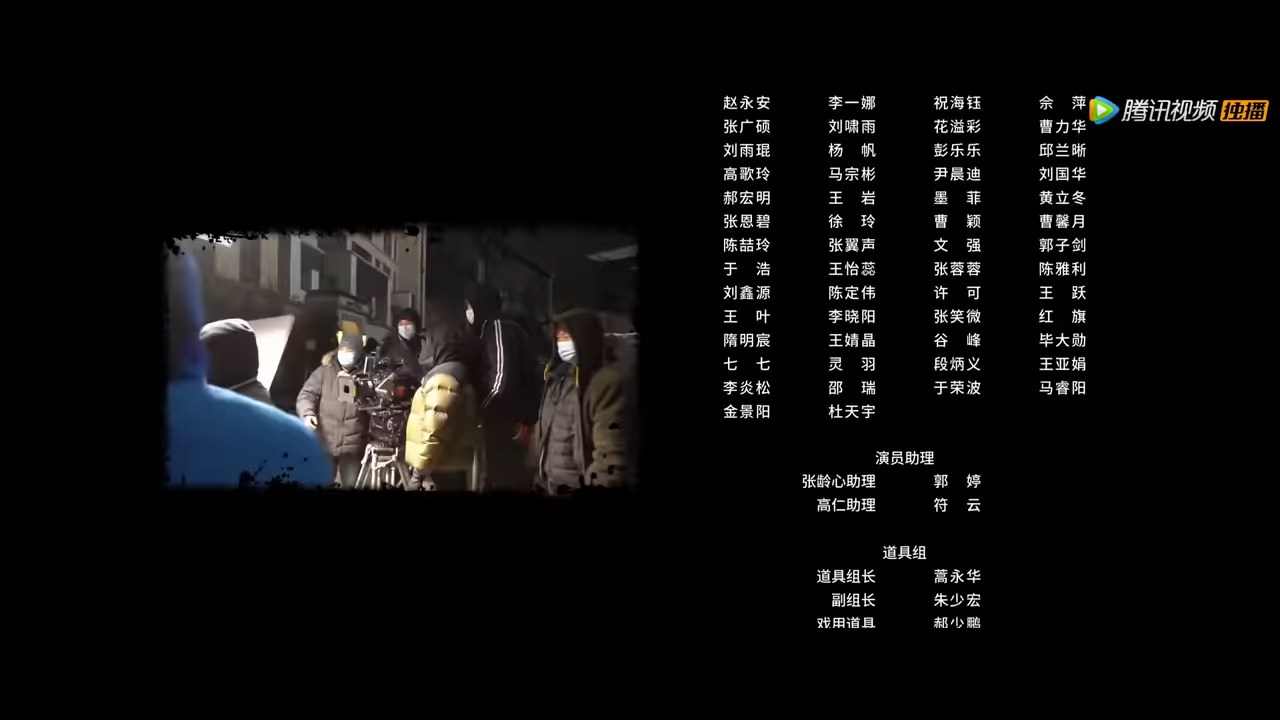 赵永安 李一娜 祝海钰 佘 萍
腾讯视频 独播
张广硕 刘啸雨 花溢彩 曹力华
刘雨琨 杨 帆 彭乐乐 邱兰晰
高歌玲 马宗彬 尹晨迪 刘国华
郝宏明 王 岩 墨 菲 黄立冬
张恩碧 徐 玲 曹 颖 曹馨月
陈喆玲 张翼声 文 强 郭子剑
于 浩 王怡蕊 张蓉蓉 陈雅利
刘鑫源 陈定伟 许 可 王 跃
王 叶 李晓阳 张笑微 红 旗
隋明宸 王婧晶 谷 峰 毕大勋
七 七 灵 羽 段炳义 王亚娟
李炎松 邵 瑞 于荣波 马睿阳
金景阳 杜天宇
演员助理
张龄心助理 郭 婷
高仁助理 符 云
道具组
道具组长 蒿永华
副组长 朱少宏
戏用道具 郝少鹏